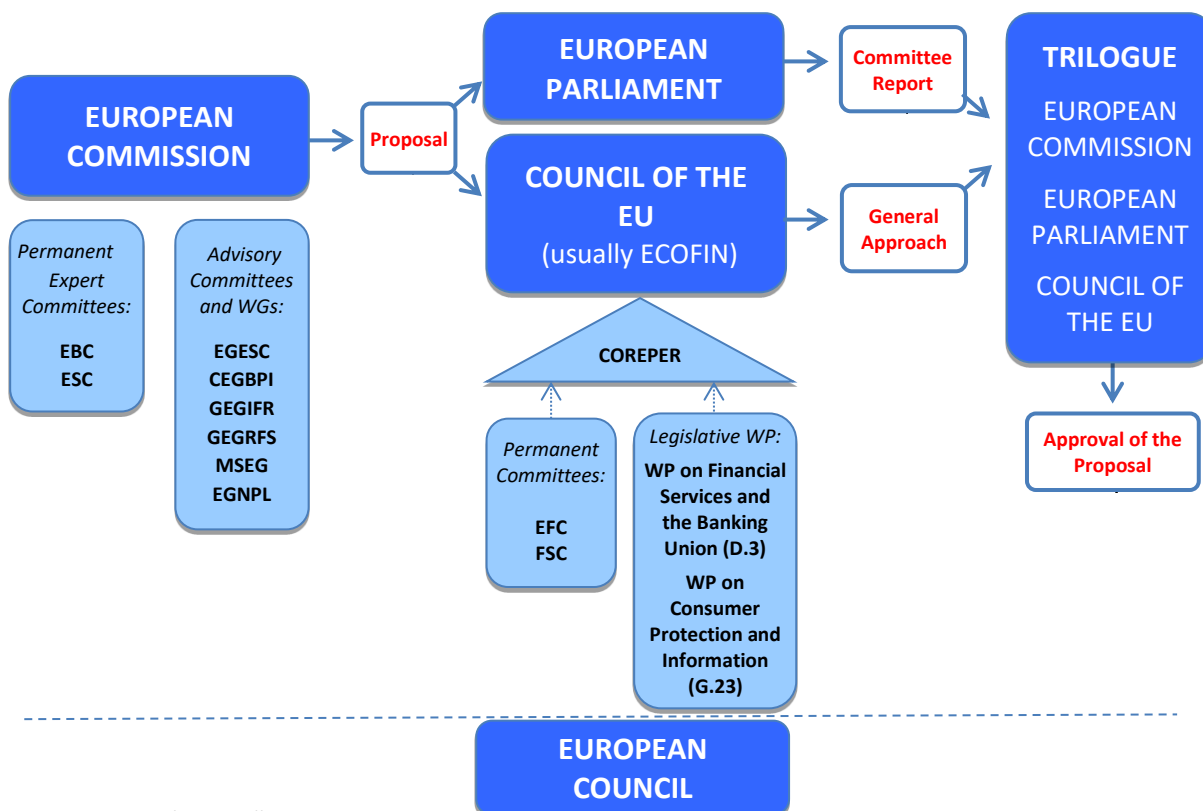 EUROPEAN
COMMISSION
Proposal
EUROPEAN
PARLIAMENT
COUNCIL OF THE
EU
(usually ECOFIN)
Committee
Report
General
Approach
TRILOGUE
EUROPEAN
COMMISSION
EUROPEAN
PARLIAMENT
COUNCIL OF
THE EU
Approval of the
Proposal
Permanent
Expert
Committees:
EBC
ESC
Advisory
Committees
and WGs:
EGESC
CEGBPI
GEGIFR
GEGRFS
MSEG
EGNPL
COREPER
Permanent
Committees:
EFC
FSC
Legislative WP:
WP on Financial
Services and
the Banking
Union (D.3)
WP on
Consumer
Protection and
Information
(G.23)
EUROPEAN
COUNCIL